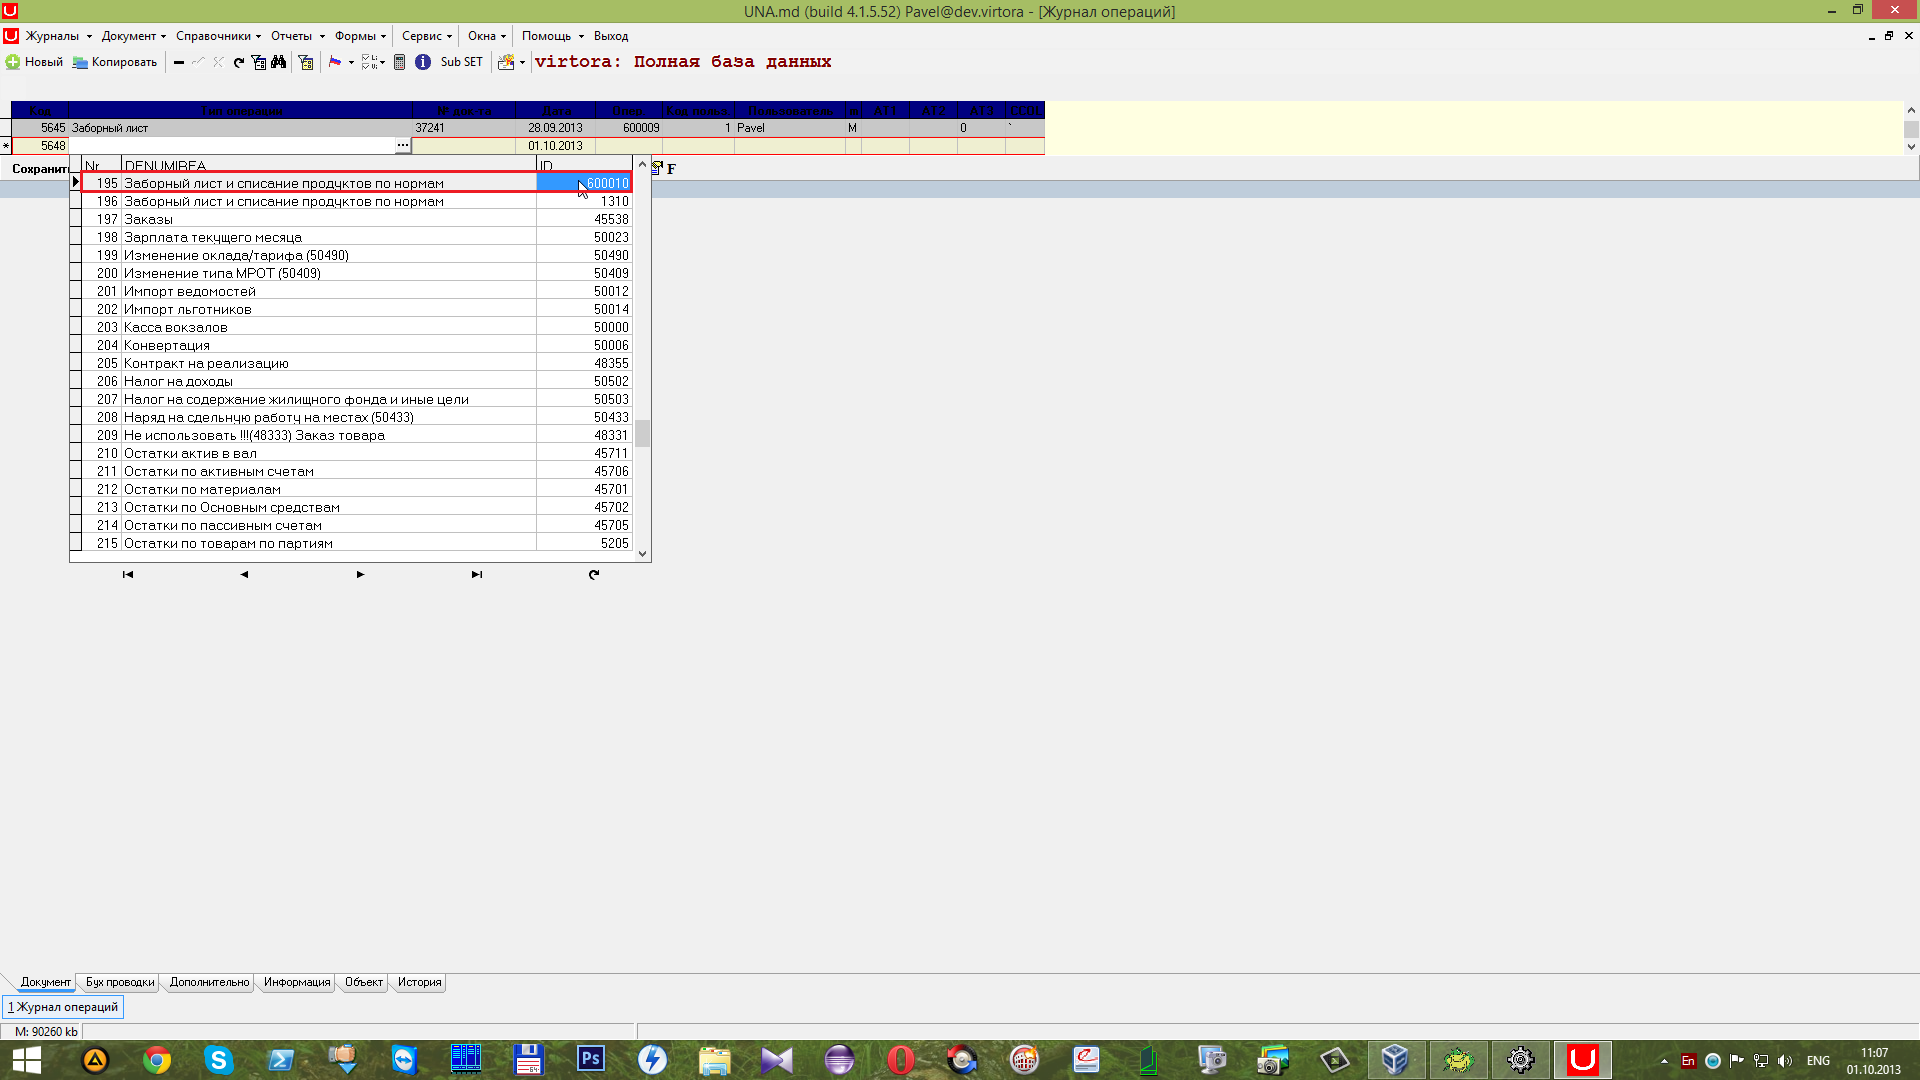 UNA.md (build 4.1.5.52) Pavel@dev.virtora - [Журнал операций]
Журналы Документ Справочники Отчеты Формы Сервис Окна Помощь Выход
Новый Копировать Sub SET virtora: Полная база данных
Код Тип операции № док-та Дата Опер. Пользователь m AT1 AT2 AT3
5645 Заборный лист 37241 28.09.2013 600009 1 Pavel M 0 `
* 5648 ... 01.10.2013
Сохранить F
Nr DENUMIREA ID
195 Заборный лист и списание продуктов по нормам 600010
196 Заборный лист и списание продуктов по нормам 1310
197 Заказы 45538
198 Зарплата текущего месяца 50023
199 Изменение оклада/тарифа (50490) 50490
200 Изменение типа МРОТ (50409) 50409
201 Импорт ведомостей 50012
202 Импорт льготников 50014
203 Касса вокзалов 50000
204 Конвертация 50006
205 Контракт на реализацию 48355
206 Налог на доходы 50502
207 Налог на содержание жилищного фонда и иные цели 50503
208 Наряд на сдельную работу на местах (50433) 50433
209 Не использовать !!!(48333) Заказ товара 48331
210 Остатки актив в вал 45711
211 Остатки по активным счетам 45706
212 Остатки по материалам 45701
213 Остатки по Основным средствам 45702
214 Остатки по пассивным счетам 45705
215 Остатки по товарам по партиям 5205
Документ Бух проводки Дополнительно Информация Объект История
1 Журнал операций
M: 90260 kb
Ps En ENG 11:07
01.10.2013